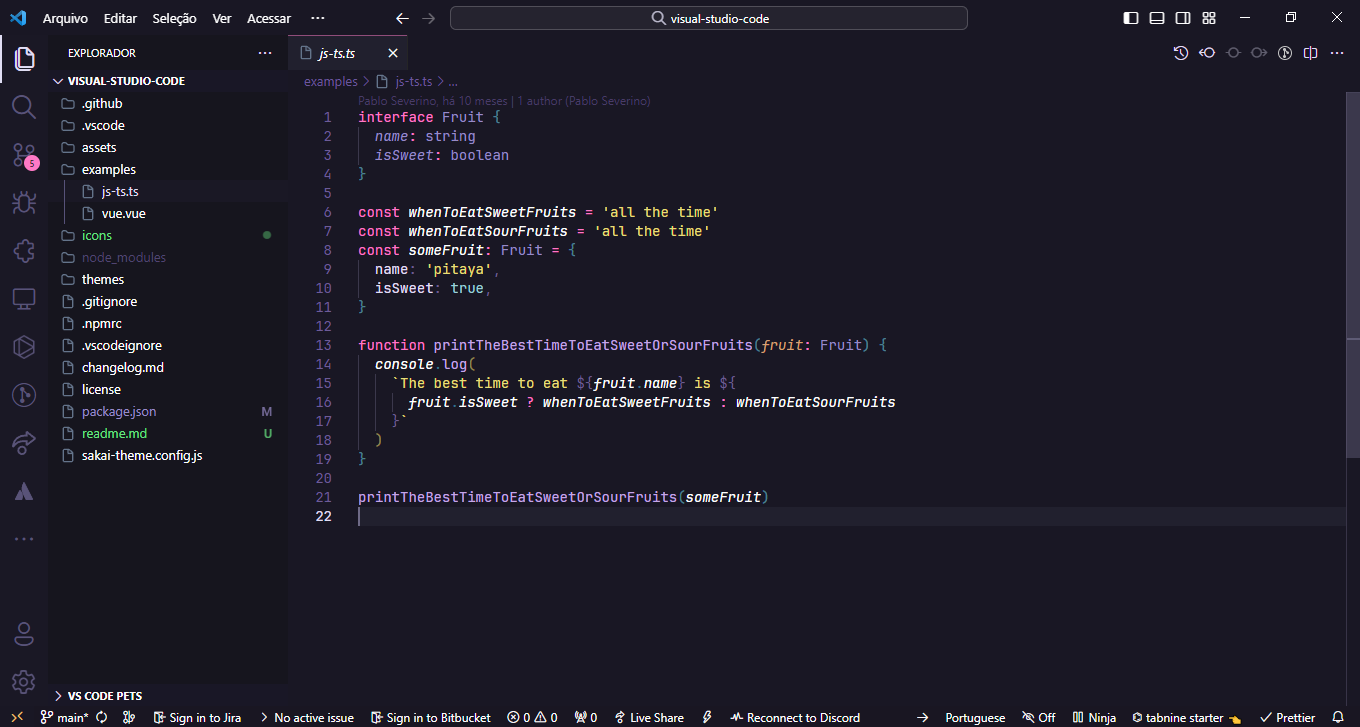 Arquivo Editar Seleção Ver Acessar ···
visual-studio-code
EXPLORADOR ···
js-ts.ts
VISUAL-STUDIO-CODE
.github
.vscode
assets
examples
js-ts.ts
vue.vue
icons
node_modules
themes
.gitignore
.npmrc
.vscodeignore
changelog.md
license
package.json M
readme.md U
sakai-theme.config.js
VS CODE PETS
5
examples > js-ts.ts > ...
Pablo Severino, há 10 meses | 1 author (Pablo Severino)
1 interface Fruit {
2 name: string
3 isSweet: boolean
4 }
5
6 const whenToEatSweetFruits = 'all the time'
7 const whenToEatSourFruits = 'all the time'
8 const someFruit: Fruit = {
9 name: 'pitaya',
10 isSweet: true,
11 }
12
13 function printTheBestTimeToEatSweetOrSourFruits(fruit: Fruit) {
14 console.log(
15 `The best time to eat ${fruit.name} is ${
16 fruit.isSweet ? whenToEatSweetFruits : whenToEatSourFruits
17 }`
18 )
19 }
20
21 printTheBestTimeToEatSweetOrSourFruits(someFruit)
22
main* Sign in to Jira No active issue Sign in to Bitbucket 0 0 0 Live Share Reconnect to Discord Portuguese Off Ninja tabnine starter Prettier